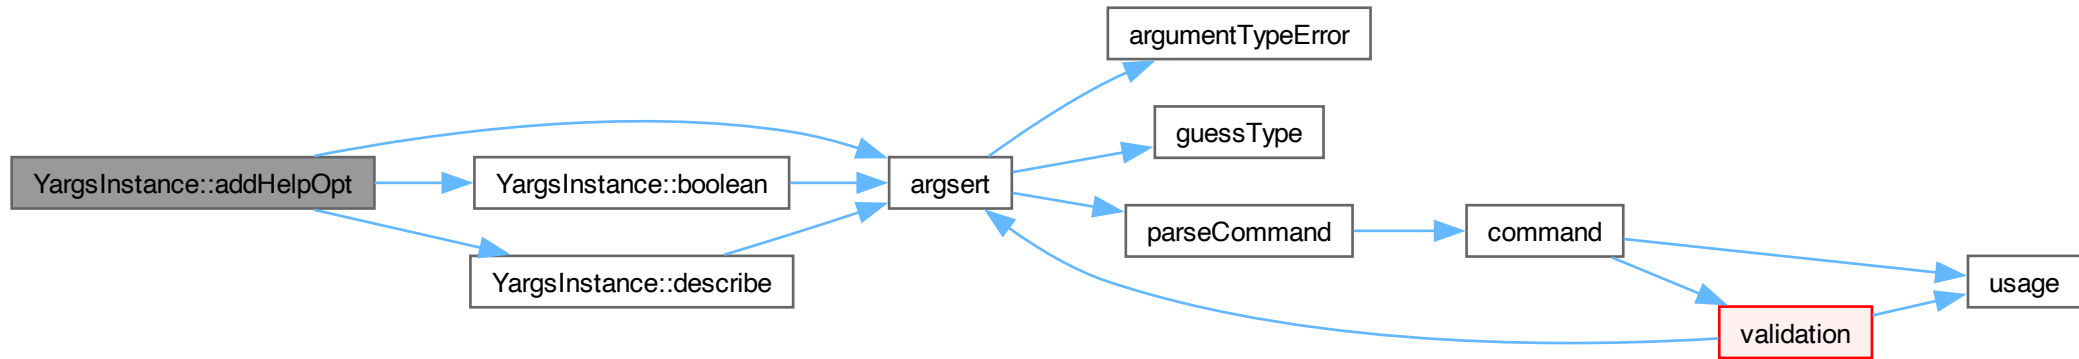 YargsInstance::addHelpOpt
YargsInstance::boolean
YargsInstance::describe
argsert
argumentTypeError
guessType
parseCommand
command
validation
usage